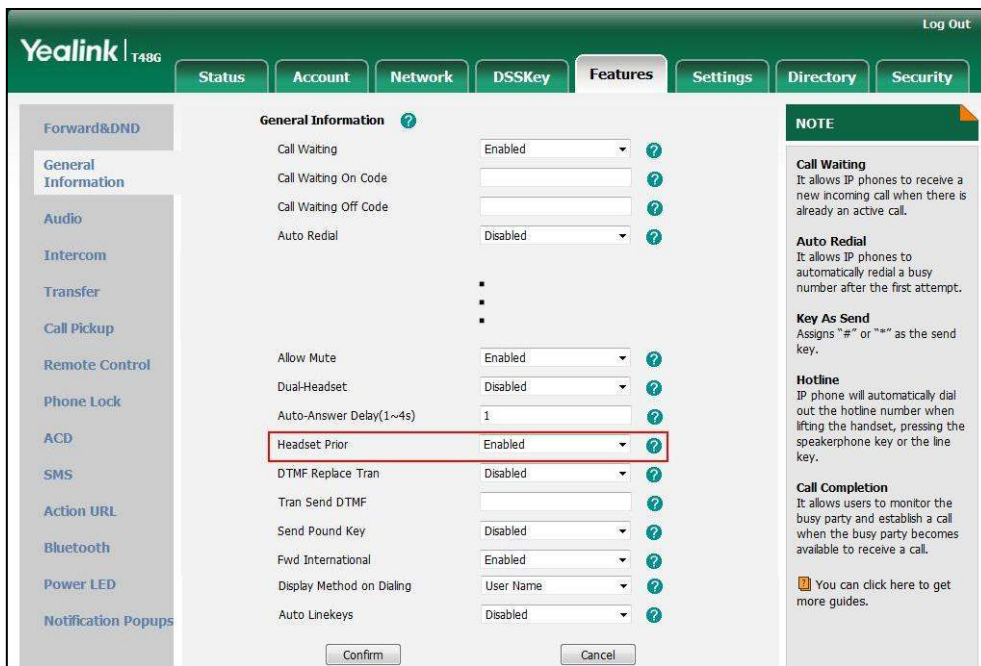 Log Out
Yealink T48G
Status Account Network DSSKey Features Settings Directory Security
Forward&DND
General
Information
Audio
Intercom
Transfer
Call Pickup
Remote Control
Phone Lock
ACD
SMS
Action URL
Bluetooth
Power LED
Notification Popups
General Information ?
Call Waiting Enabled ?
Call Waiting On Code ?
Call Waiting Off Code ?
Auto Redial Disabled ?
Allow Mute Enabled ?
Dual-Headset Disabled ?
Auto-Answer Delay(1~4s) 1 ?
Headset Prior Enabled ?
DTMF Replace Tran Disabled ?
Tran Send DTMF ?
Send Pound Key Disabled ?
Fwd International Enabled ?
Display Method on Dialing User Name ?
Auto Linekeys Disabled ?
Confirm Cancel
NOTE
Call Waiting
It allows IP phones to receive a
new incoming call when there is
already an active call.
Auto Redial
It allows IP phones to
automatically redial a busy
number after the first attempt.
Key As Send
Assigns "#" or "*" as the send
key.
Hotline
IP phone will automatically dial
out the hotline number when
lifting the handset, pressing the
speakerphone key or the line
key.
Call Completion
It allows users to monitor the
busy party and establish a call
when the busy party becomes
available to receive a call.
? You can click here to get
more guides.